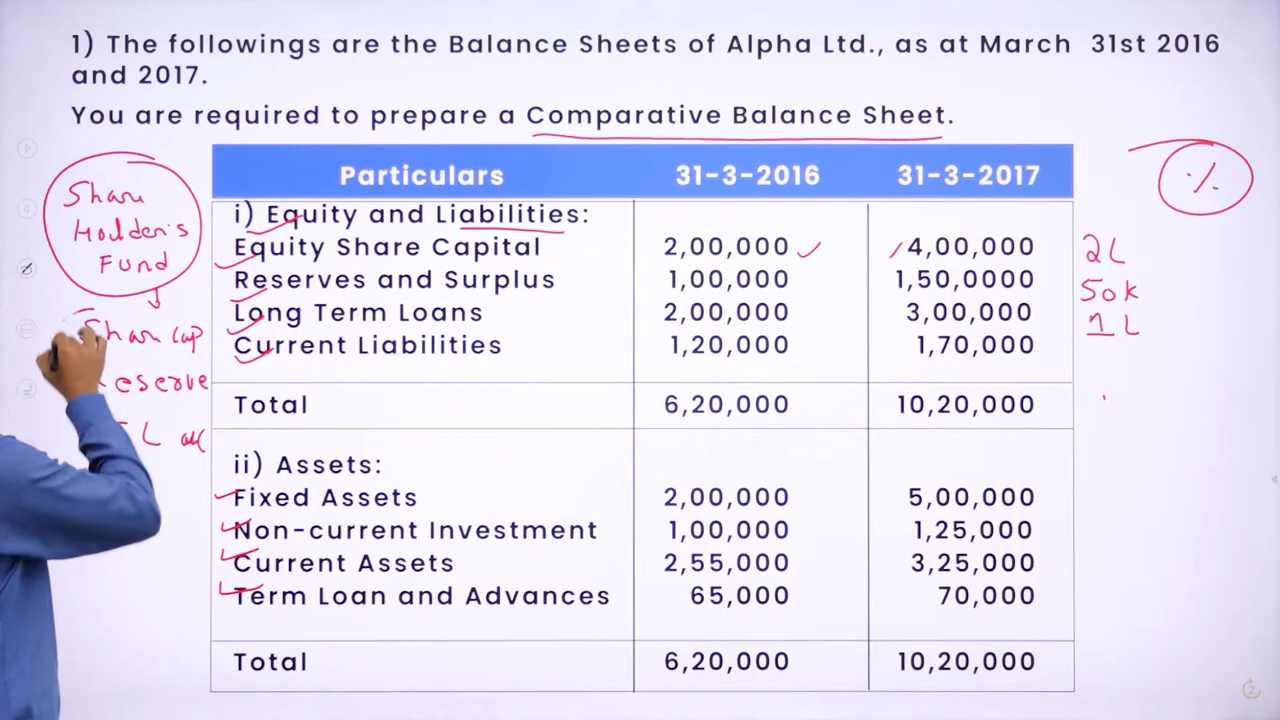 1) The followings are the Balance Sheets of Alpha Ltd., as at March 31st 2016
and 2017.
You are required to prepare a Comparative Balance Sheet.
Particulars 31-3-2016 31-3-2017
%
Share
Holder's
Fund
i) Equity and Liabilities:
Equity Share Capital 2,00,000 4,00,000 2L
Reserves and Surplus 1,00,000 1,50,0000 50k
Long Term Loans 2,00,000 3,00,000 1L
Share cap
Current Liabilities 1,20,000 1,70,000
eserve
Total 6,20,000 10,20,000
L
ii) Assets:
Fixed Assets 2,00,000 5,00,000
Non-current Investment 1,00,000 1,25,000
Current Assets 2,55,000 3,25,000
Term Loan and Advances 65,000 70,000
Total 6,20,000 10,20,000
2